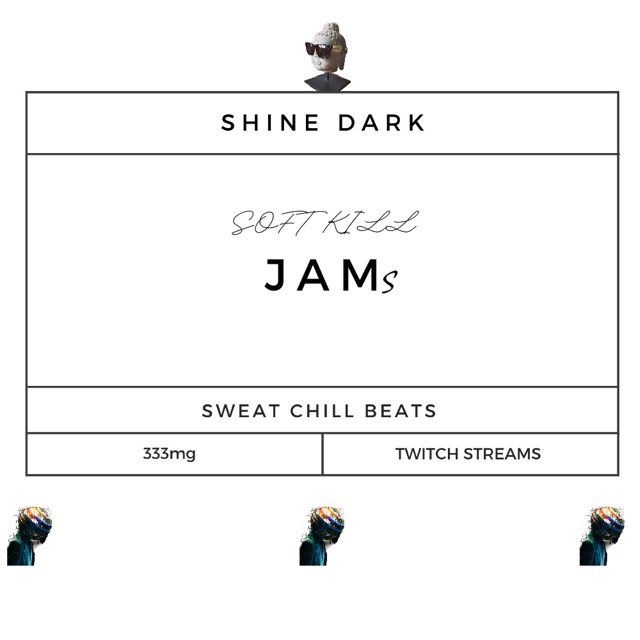 SHINE DARK
SOFT KILL
JAMs
SWEAT CHILL BEATS
333mg
TWITCH STREAMS